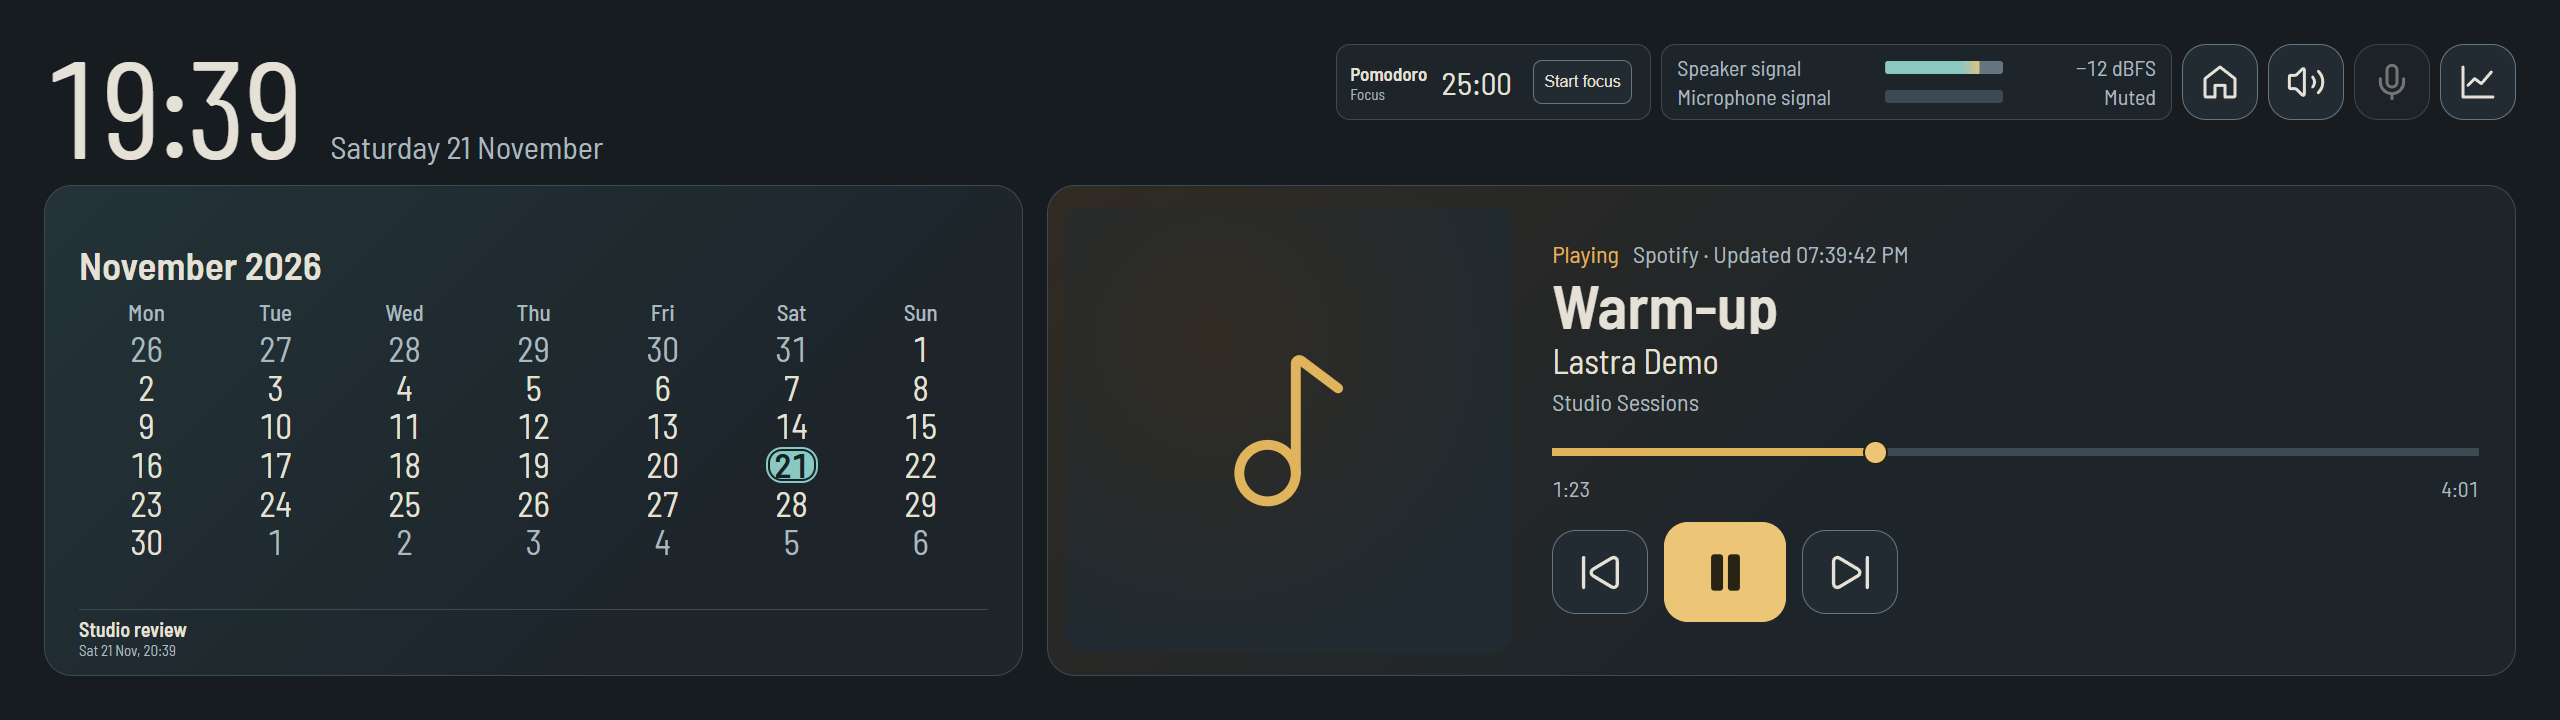 19:39
Saturday 21 November
Pomodoro
Focus
25:00
Start focus
Speaker signal
−12 dBFS
Microphone signal
Muted
November 2026
Mon Tue Wed Thu Fri Sat Sun
26 27 28 29 30 31 1
2 3 4 5 6 7 8
9 10 11 12 13 14 15
16 17 18 19 20 21 22
23 24 25 26 27 28 29
30 1 2 3 4 5 6
Studio review
Sat 21 Nov, 20:39
Playing Spotify · Updated 07:39:42 PM
Warm-up
Lastra Demo
Studio Sessions
1:23 4:01